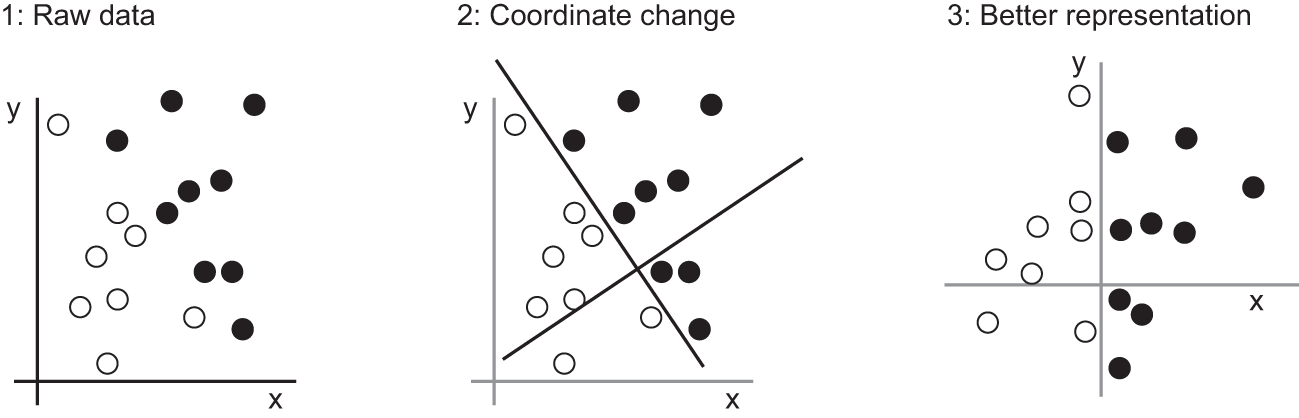 1: Raw data
2: Coordinate change
3: Better representation
y
x
y
x
y
x